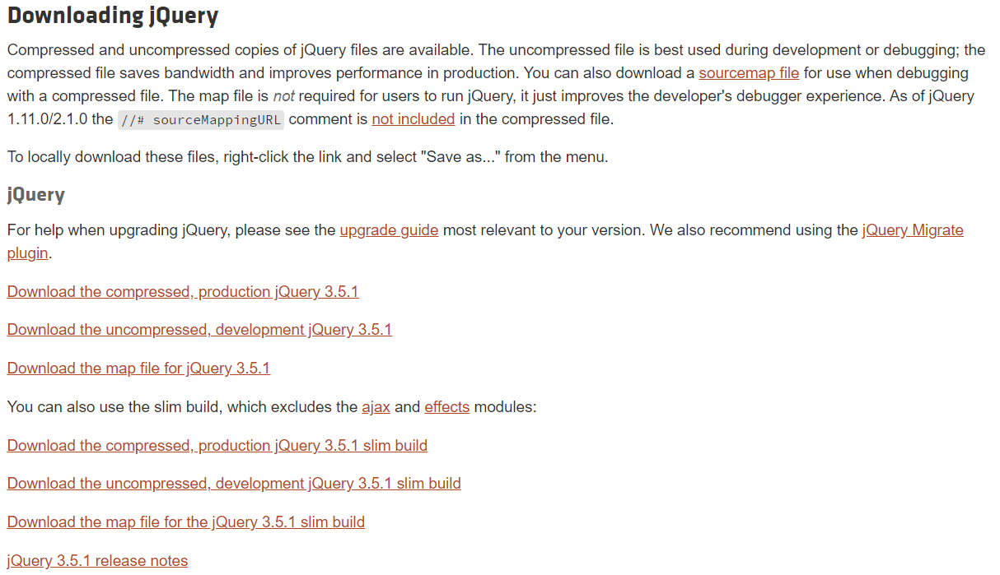 Downloading jQuery
Compressed and uncompressed copies of jQuery files are available. The uncompressed file is best used during development or debugging; the
compressed file saves bandwidth and improves performance in production. You can also download a sourcemap file for use when debugging
with a compressed file. The map file is not required for users to run jQuery, it just improves the developer's debugger experience. As of jQuery
1.11.0/2.1.0 the //# sourceMappingURL comment is not included in the compressed file.
To locally download these files, right-click the link and select "Save as..." from the menu.
jQuery
For help when upgrading jQuery, please see the upgrade guide most relevant to your version. We also recommend using the jQuery Migrate
plugin.
Download the compressed, production jQuery 3.5.1
Download the uncompressed, development jQuery 3.5.1
Download the map file for jQuery 3.5.1
You can also use the slim build, which excludes the ajax and effects modules:
Download the compressed, production jQuery 3.5.1 slim build
Download the uncompressed, development jQuery 3.5.1 slim build
Download the map file for the jQuery 3.5.1 slim build
jQuery 3.5.1 release notes